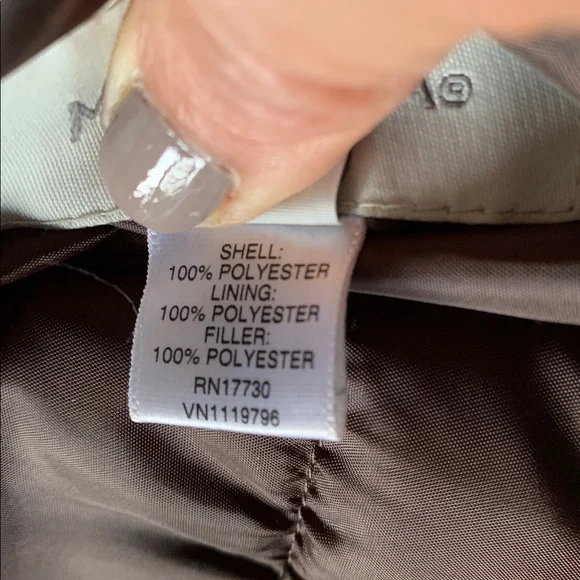 SHELL:
100% POLYESTER
LINING:
100% POLYESTER
FILLER:
100% POLYESTER
RN17730
VN1119796